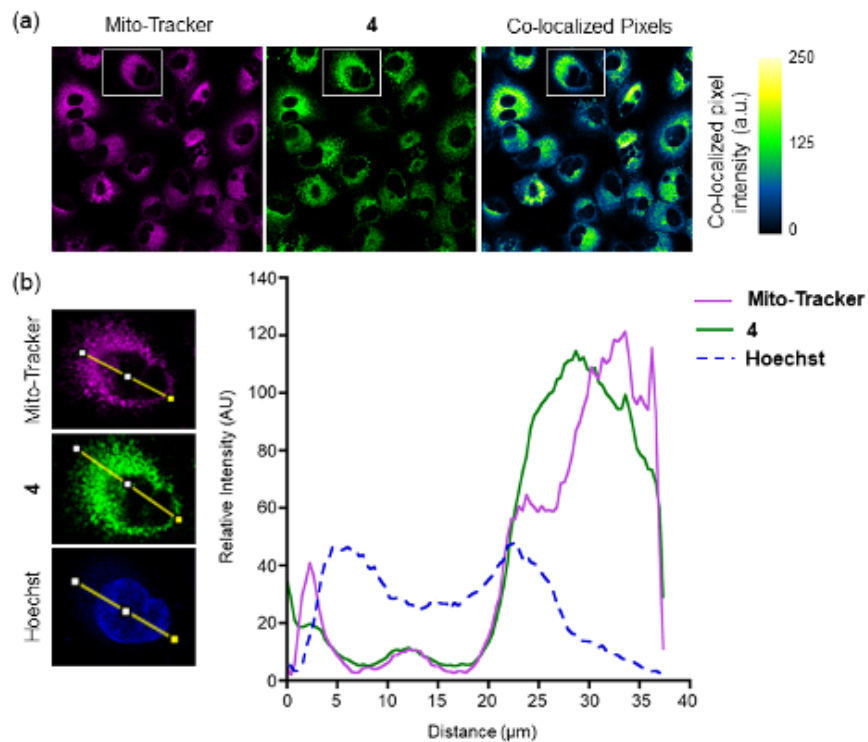 (a)
Mito-Tracker
4
Co-localized Pixels
Co-localized pixel
intensity (a.u.)
250
125
0
(b)
Mito-Tracker
4
Hoechst
Relative Intensity (AU)
140
120
100
80
60
40
20
0
0 5 10 15 20 25 30 35 40
Distance (µm)
Mito-Tracker
4
Hoechst